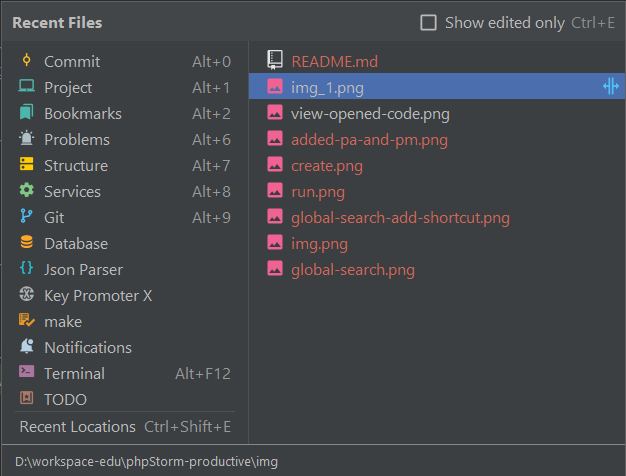 Recent Files
Show edited only Ctrl+E
Commit Alt+0
Project Alt+1
Bookmarks Alt+2
Problems Alt+6
Structure Alt+7
Services Alt+8
Git Alt+9
Database
Json Parser
Key Promoter X
make
Notifications
Terminal Alt+F12
TODO
Recent Locations Ctrl+Shift+E
README.md
img_1.png
view-opened-code.png
added-pa-and-pm.png
create.png
run.png
global-search-add-shortcut.png
img.png
global-search.png
D:\workspace-edu\phpStorm-productive\img